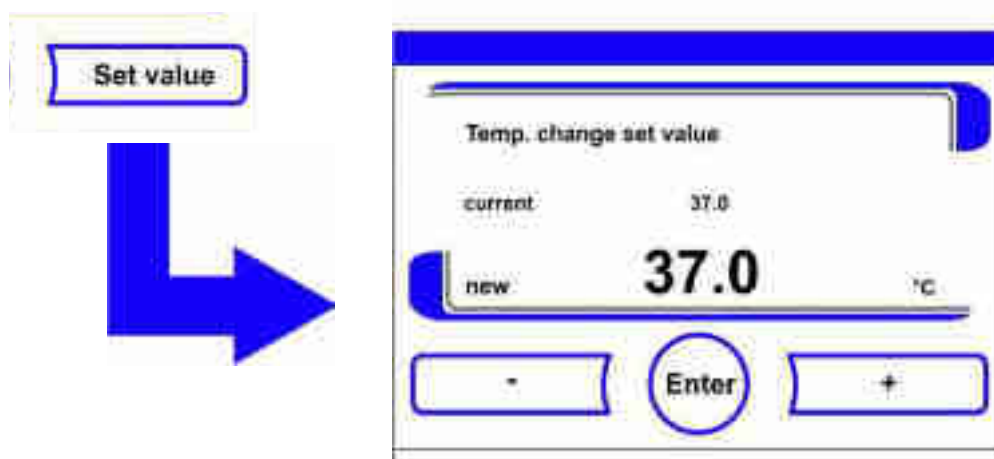 Set value
Temp. change set value
current 37.0
new 37.0 °C
- Enter +